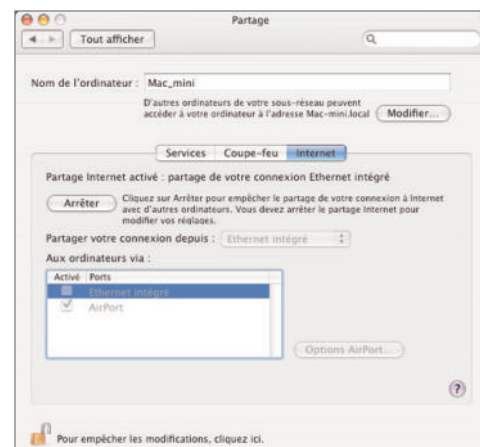 Partage
Tout afficher
Nom de l'ordinateur : Mac_mini
D'autres ordinateurs de votre sous-réseau peuvent
accéder à votre ordinateur à l'adresse Mac-mini.local
Modifier...
Services Coupe-feu Internet
Partage Internet activé : partage de votre connexion Ethernet intégré
Arrêter
Cliquez sur Arrêter pour empêcher le partage de votre connexion à Internet
avec d'autres ordinateurs. Vous devez arrêter le partage Internet pour
modifier vos réglages.
Partager votre connexion depuis : Ethernet intégré
Aux ordinateurs via :
Activé Ports
Ethernet intégré
AirPort
Options AirPort...
?
Pour empêcher les modifications, cliquez ici.